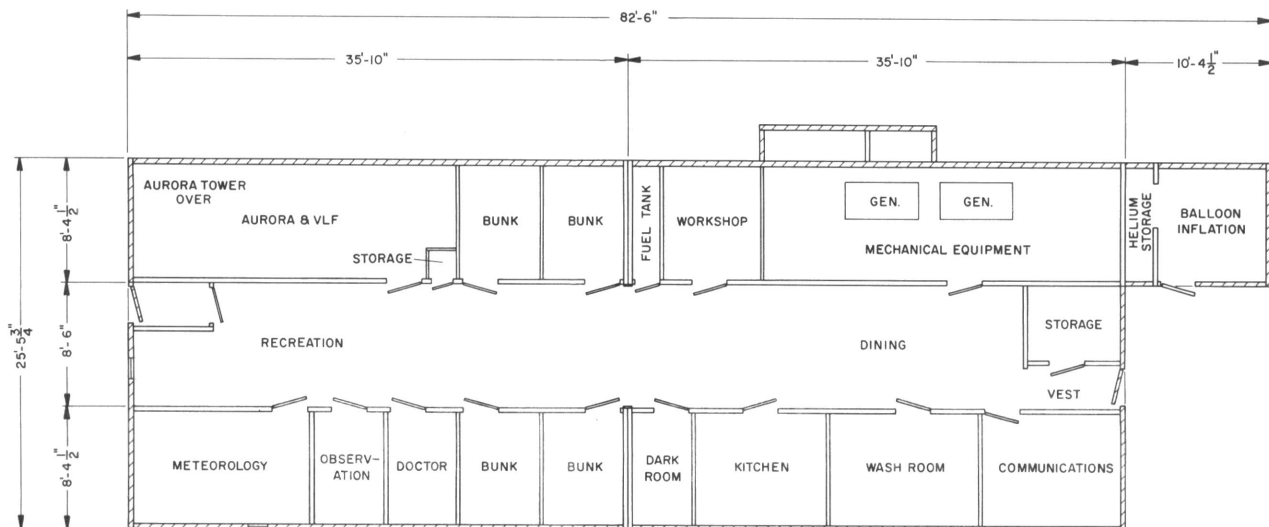 82'-6"
35'-10"
35'-10"
10'-4 1/2"
25'-5 3/4"
8'-4 1/2"
8'-6"
8'-4 1/2"
AURORA TOWER
OVER
AURORA & VLF
STORAGE
BUNK
BUNK
FUEL TANK
WORKSHOP
GEN.
GEN.
MECHANICAL EQUIPMENT
HELIUM
STORAGE
BALLOON
INFLATION
RECREATION
DINING
STORAGE
VEST
METEOROLOGY
OBSERV-
ATION
DOCTOR
BUNK
BUNK
DARK
ROOM
KITCHEN
WASH ROOM
COMMUNICATIONS